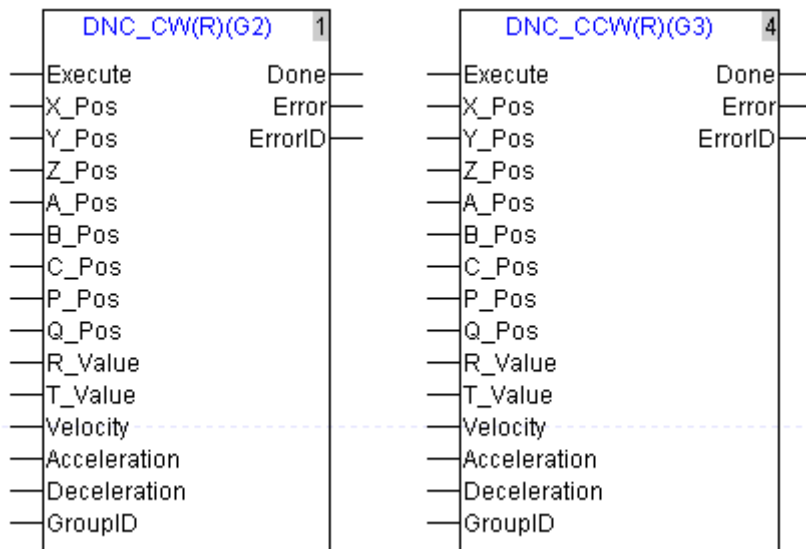 DNC_CW(R)(G2) 1
Execute Done
X_Pos Error
Y_Pos ErrorID
Z_Pos
A_Pos
B_Pos
C_Pos
P_Pos
Q_Pos
R_Value
T_Value
Velocity
Acceleration
Deceleration
GroupID
DNC_CCW(R)(G3) 4
Execute Done
X_Pos Error
Y_Pos ErrorID
Z_Pos
A_Pos
B_Pos
C_Pos
P_Pos
Q_Pos
R_Value
T_Value
Velocity
Acceleration
Deceleration
GroupID